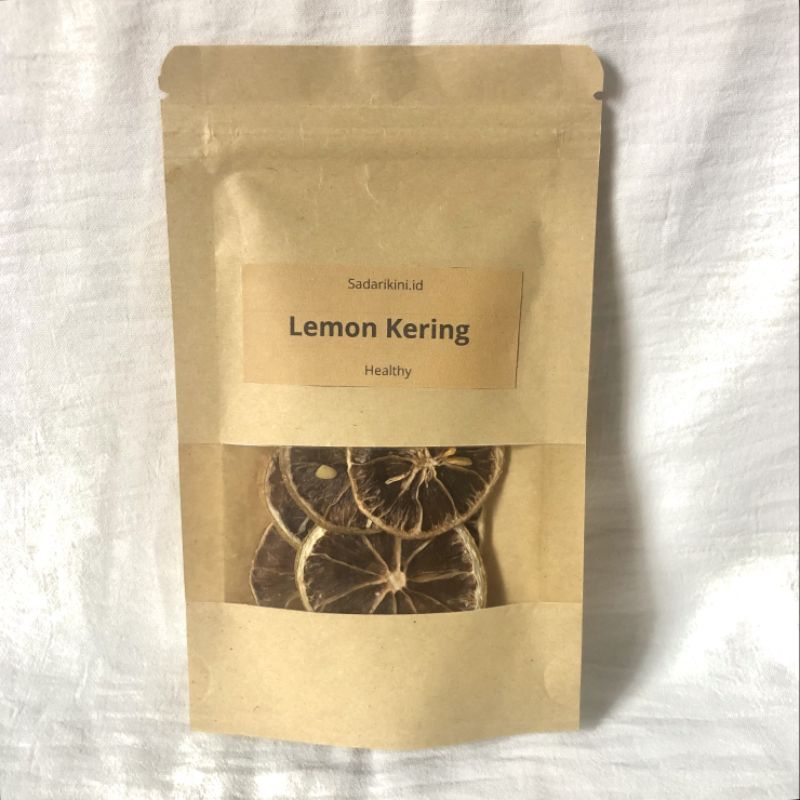 Sadarikini.id
Lemon Kering
Healthy